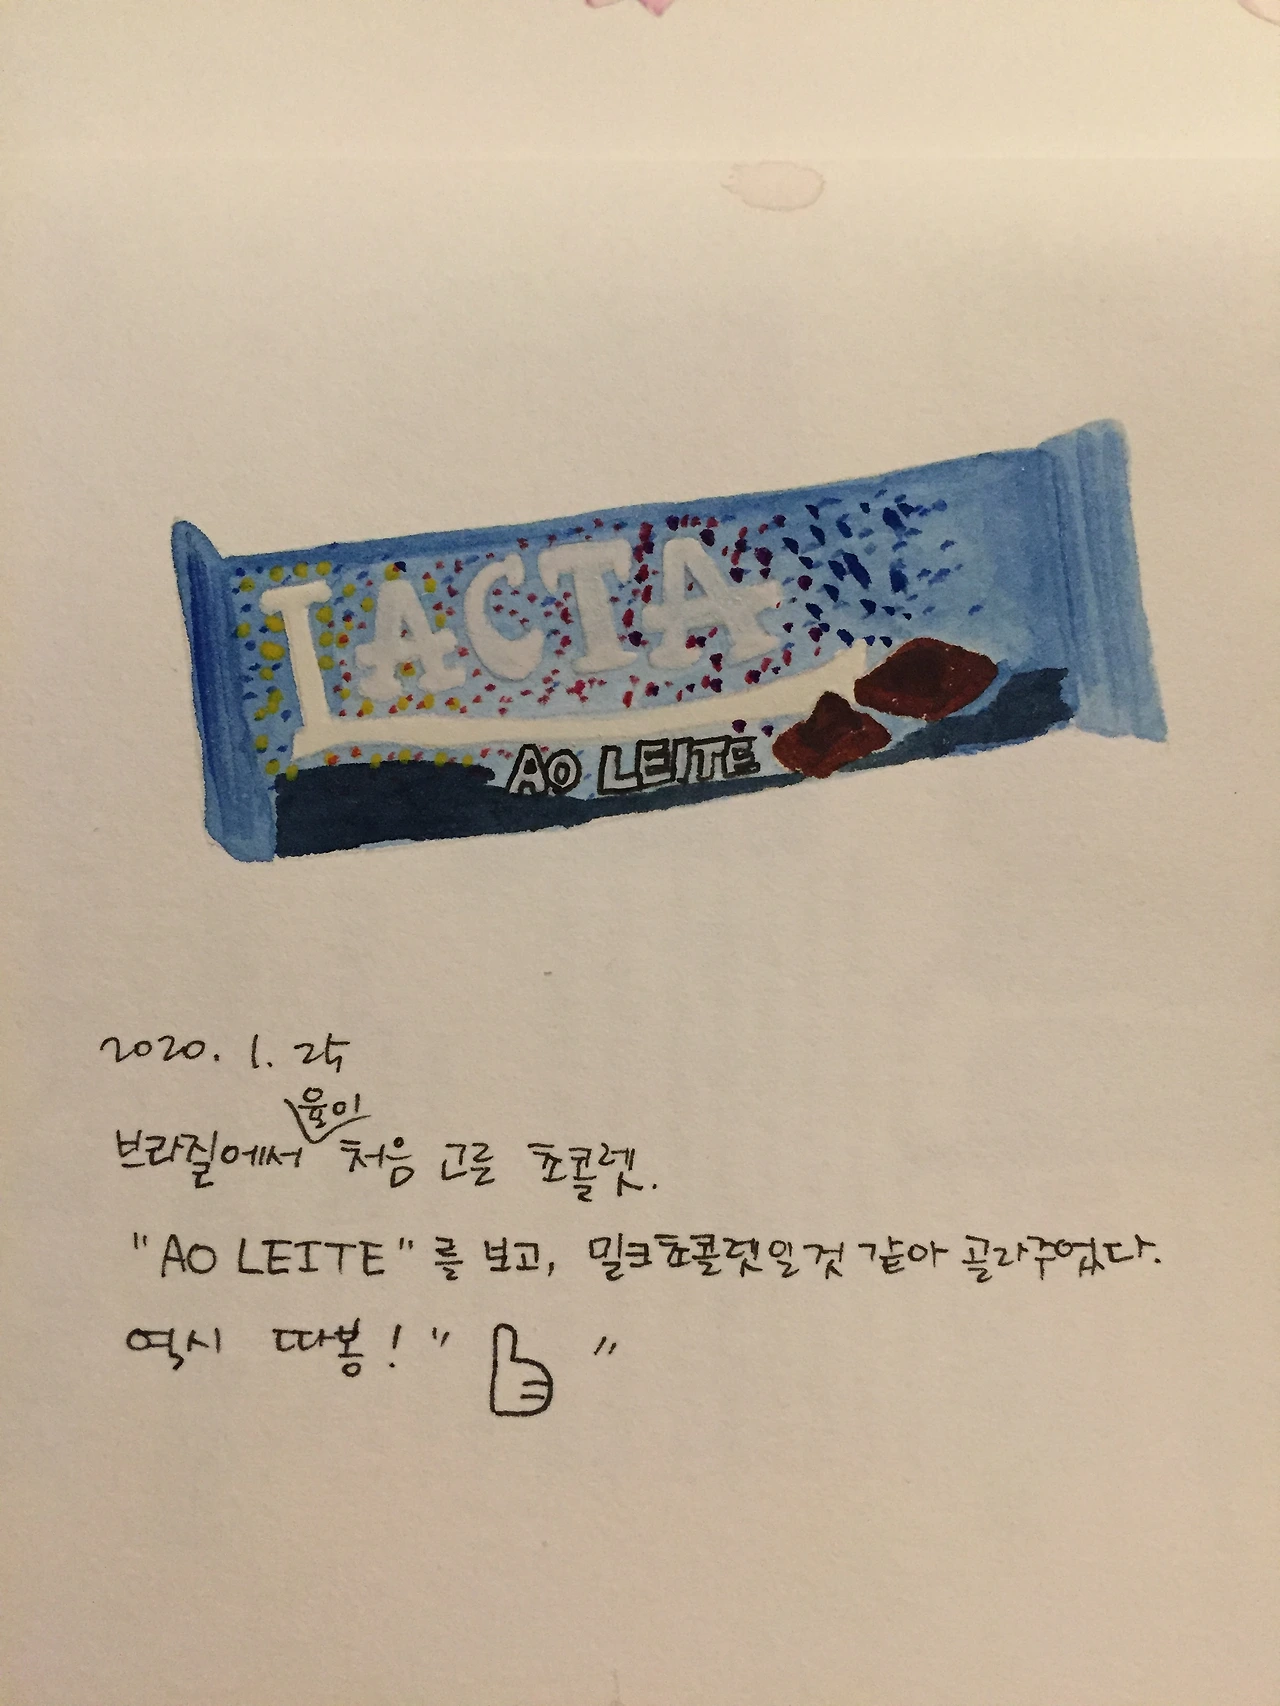 LACTA
AO LEITE
2020. 1. 25
윤이
브라질에서 처음 고른 초콜렛.
"AO LEITE"를 보고, 밀크초콜렛일것 같아 골라주었다.
역시 따봉! " "